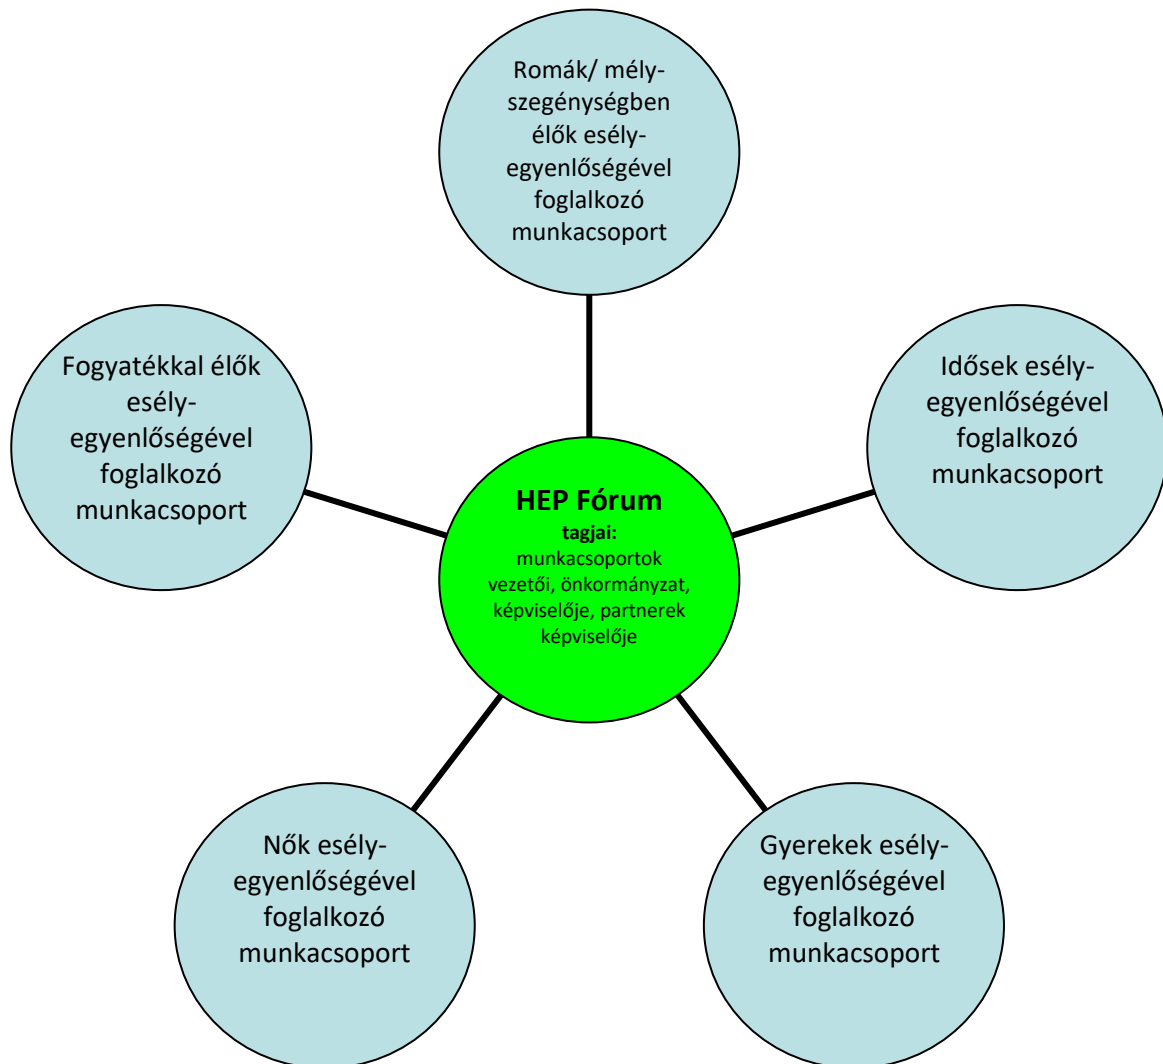 Romák/ mély-
szegénységben
élők esély-
egyenlőségével
foglalkozó
munkacsoport
Fogyatékkal élők
esély-
egyenlőségével
foglalkozó
munkacsoport
Idősek esély-
egyenlőségével
foglalkozó
munkacsoport
HEP Fórum
tagjai:
munkacsoportok
vezetői, önkormányzat,
képviselője, partnerek
képviselője
Nők esély-
egyenlőségével
foglalkozó
munkacsoport
Gyerekek esély-
egyenlőségével
foglalkozó
munkacsoport